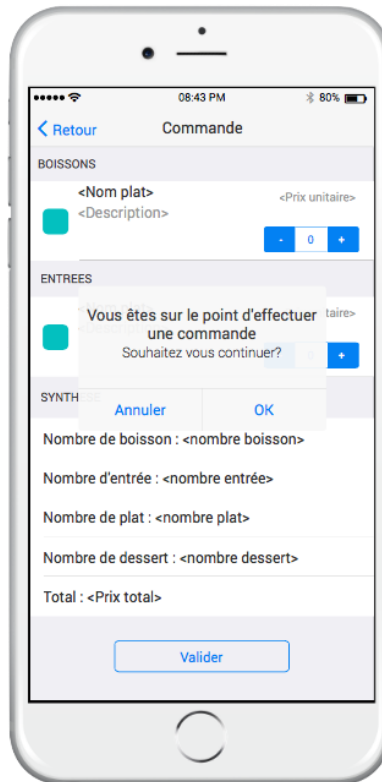 08:43 PM
80%
Retour
Commande
BOISSONS
<Nom plat>
<Prix unitaire>
<Description>
- 0 +
ENTREES
Vous êtes sur le point d'effectuer
une commande
Souhaitez vous continuer?
+
Annuler
OK
Nombre de boisson : <nombre boisson>
Nombre d'entrée : <nombre entrée>
Nombre de plat : <nombre plat>
Nombre de dessert : <nombre dessert>
Total : <Prix total>
Valider